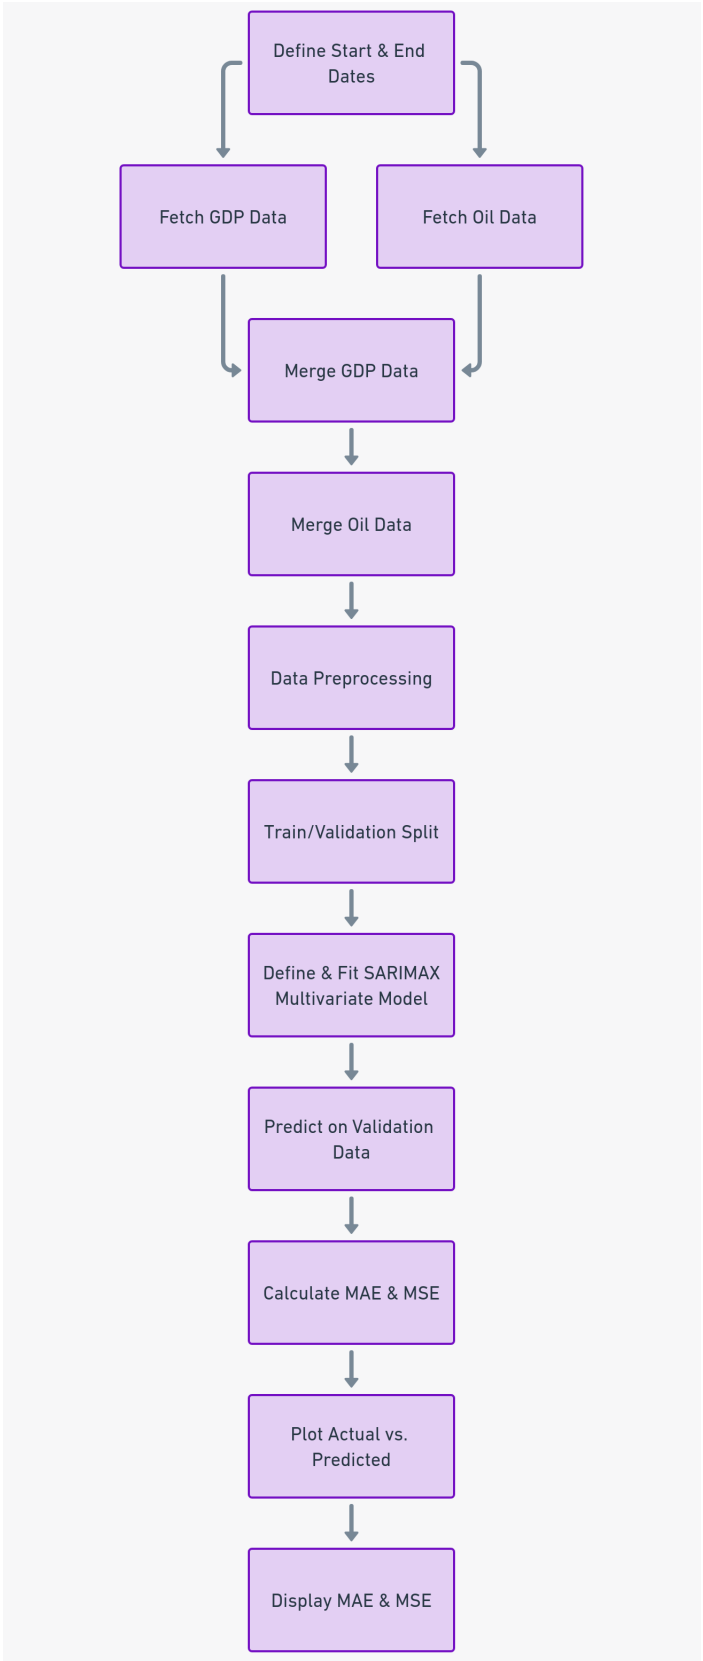 Define Start & End
Dates
Fetch GDP Data
Fetch Oil Data
Merge GDP Data
Merge Oil Data
Data Preprocessing
Train/Validation Split
Define & Fit SARIMAX
Multivariate Model
Predict on Validation
Data
Calculate MAE & MSE
Plot Actual vs.
Predicted
Display MAE & MSE